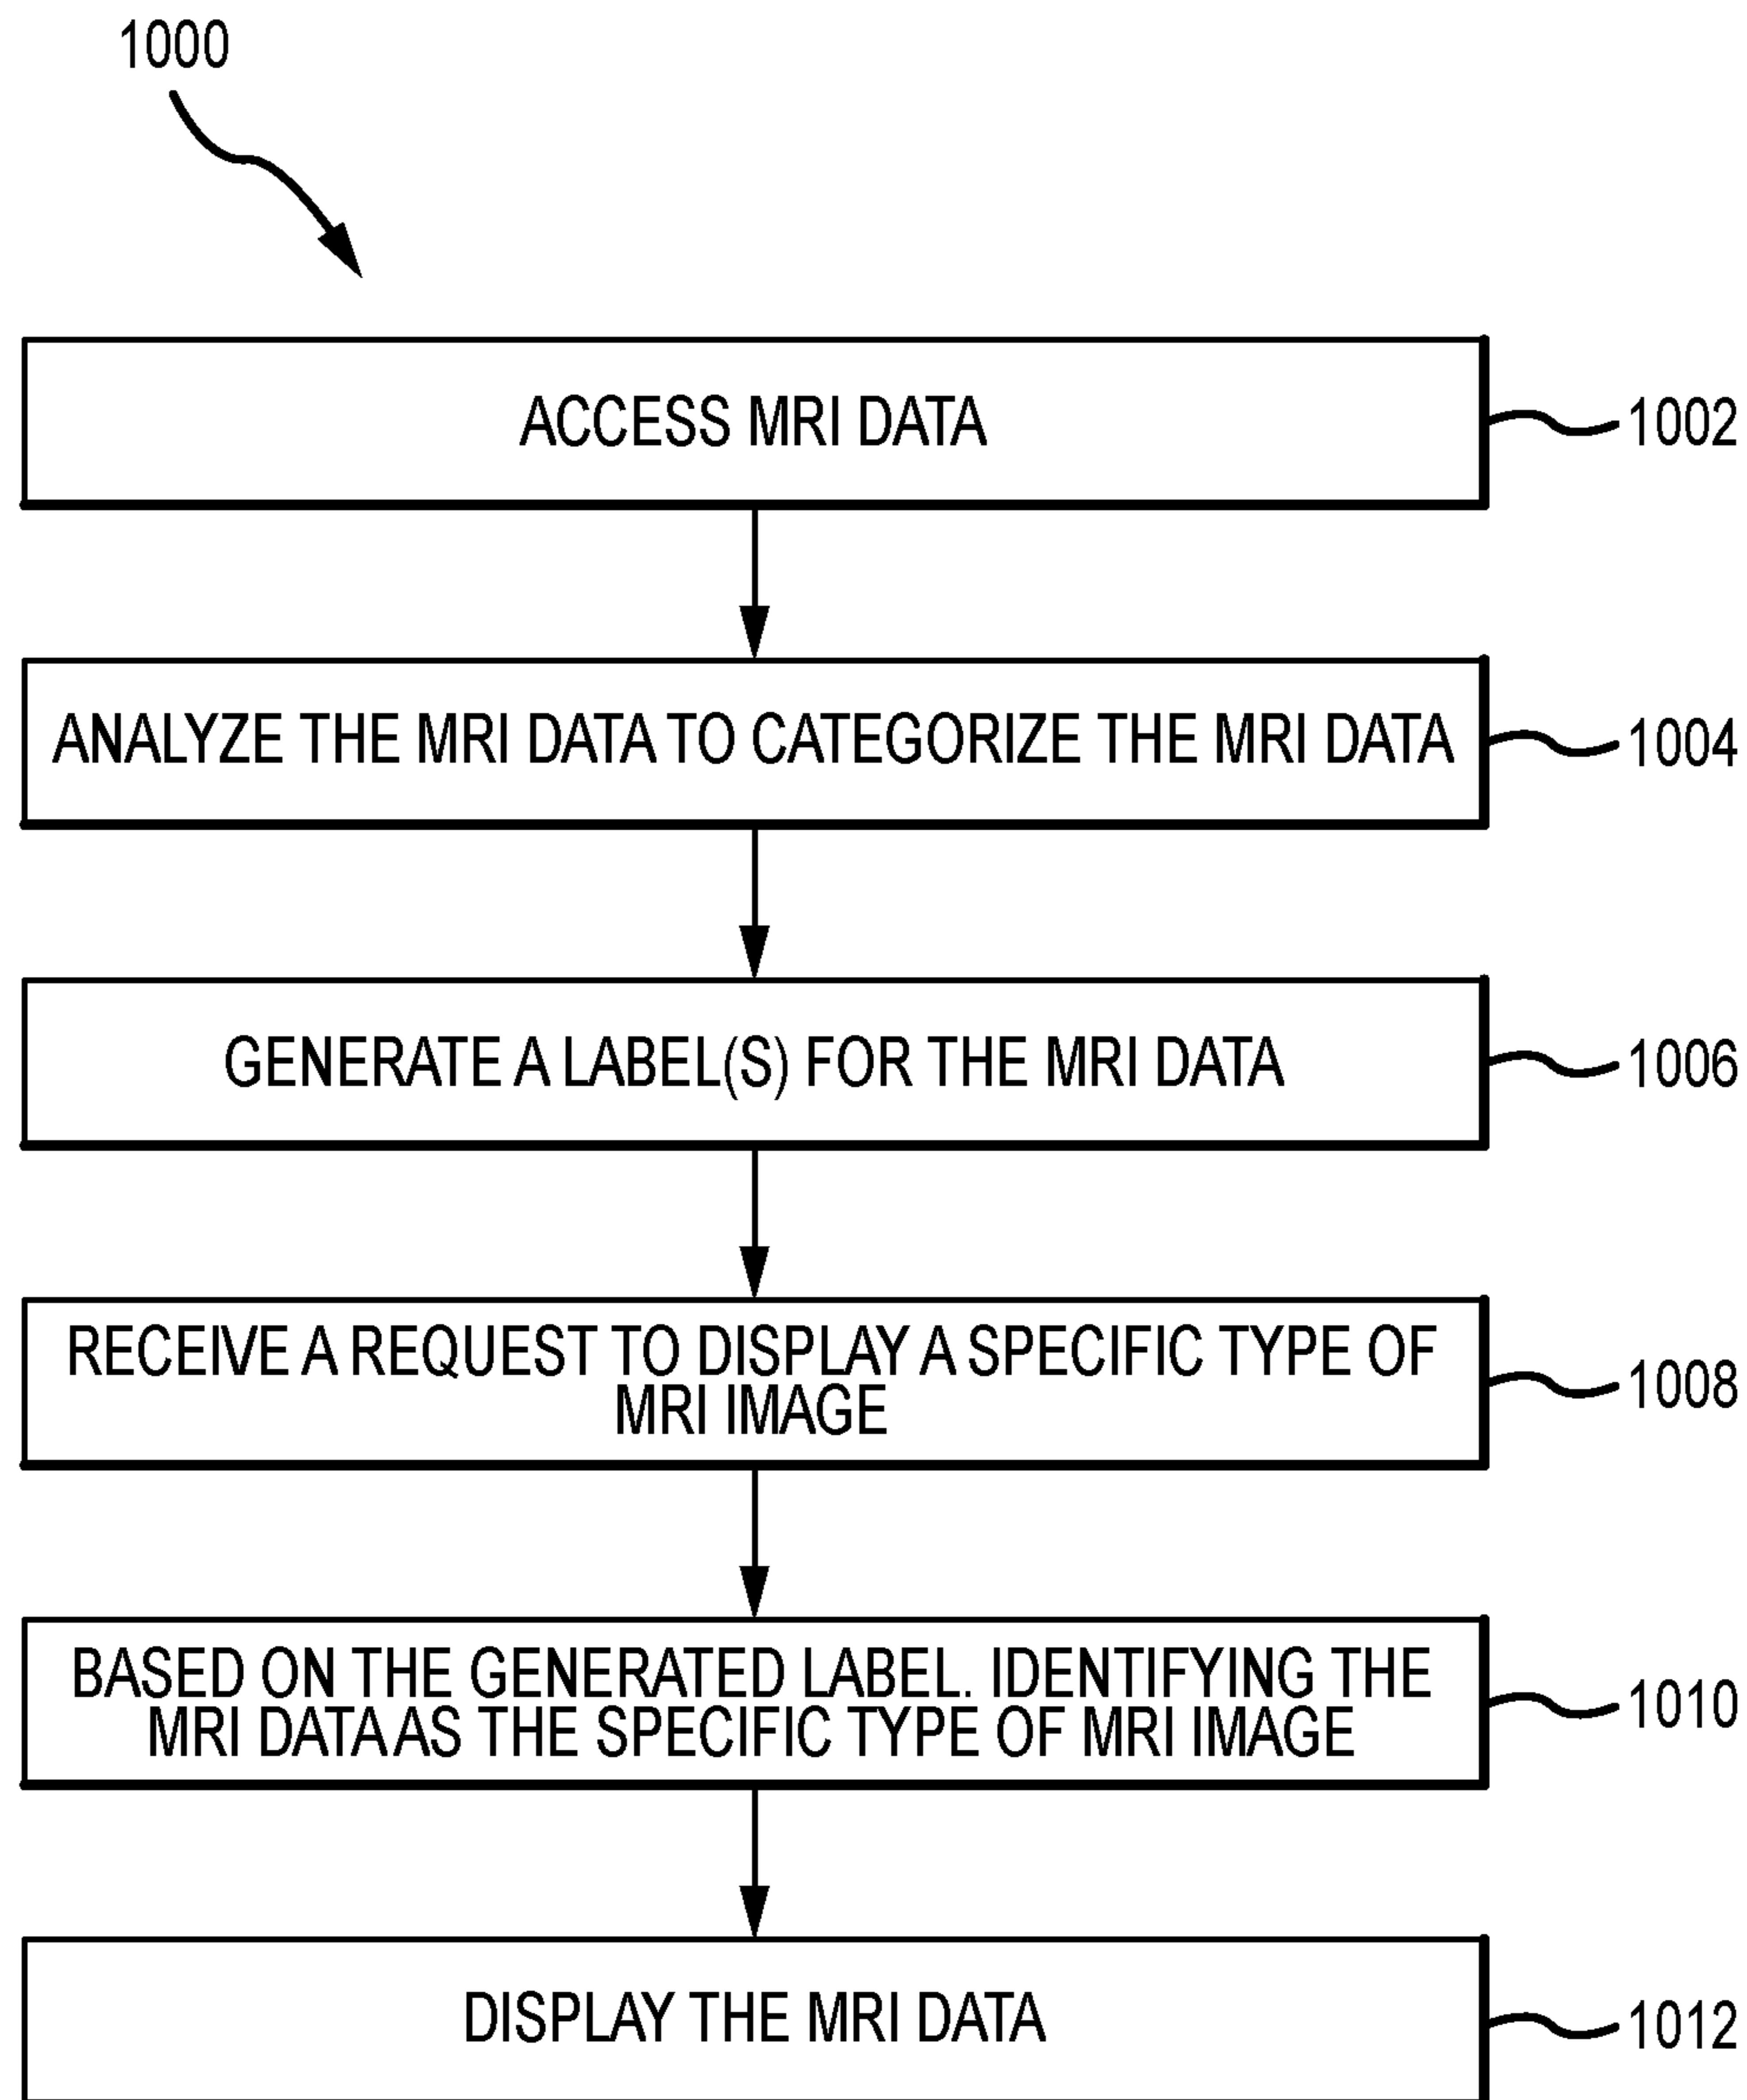 1000
ACCESS MRI DATA
1002
ANALYZE THE MRI DATA TO CATEGORIZE THE MRI DATA
1004
GENERATE A LABEL(S) FOR THE MRI DATA
1006
RECEIVE A REQUEST TO DISPLAY A SPECIFIC TYPE OF
MRI IMAGE
1008
BASED ON THE GENERATED LABEL. IDENTIFYING THE
MRI DATA AS THE SPECIFIC TYPE OF MRI IMAGE
1010
DISPLAY THE MRI DATA
1012